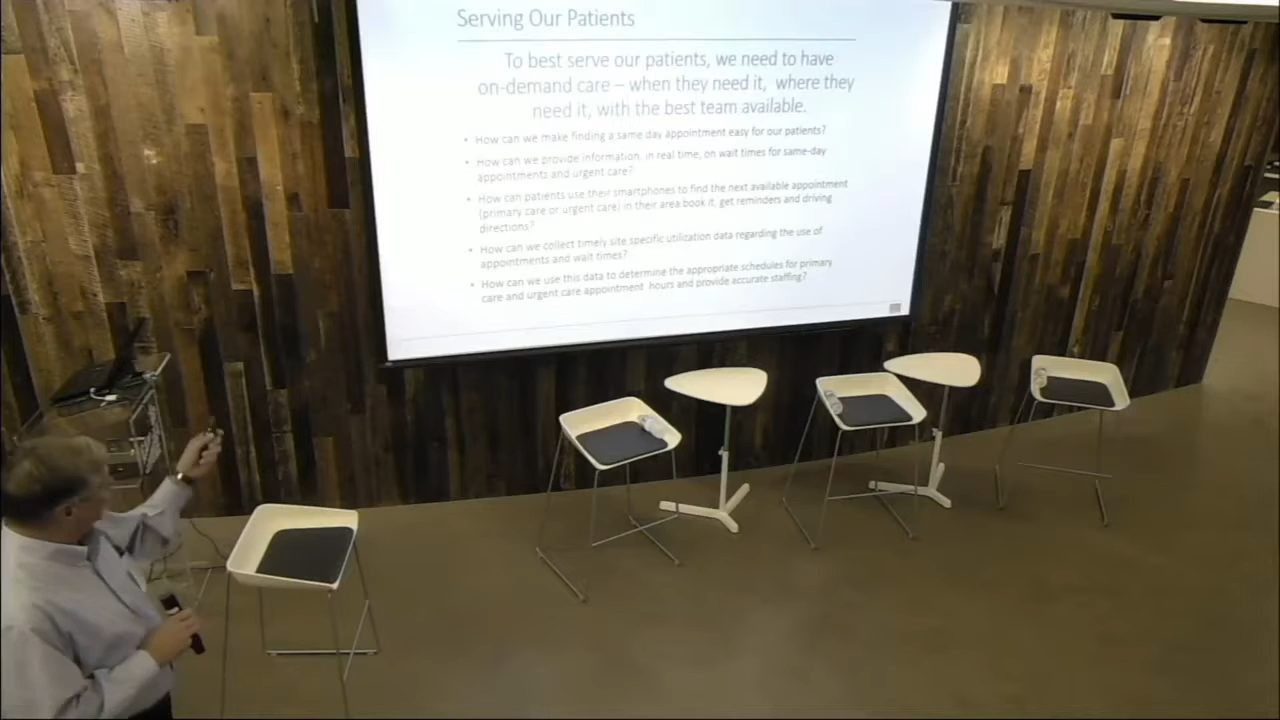 Serving Our Patients
To best serve our patients, we need to have
on-demand care – when they need it, where they
need it, with the best team available.
• How can we make finding a same day appointment easy for our patients?
• How can we provide information, in real time, on wait times for same-day
appointments and urgent care?
• How can patients use their smartphones to find the next available appointment
(primary care or urgent care) in their area book it, get reminders and driving
directions?
• How can we collect timely site specific utilization data regarding the use of
appointments and wait times?
• How can we use this data to determine the appropriate schedules for primary
care and urgent care appointment hours and provide accurate staffing?